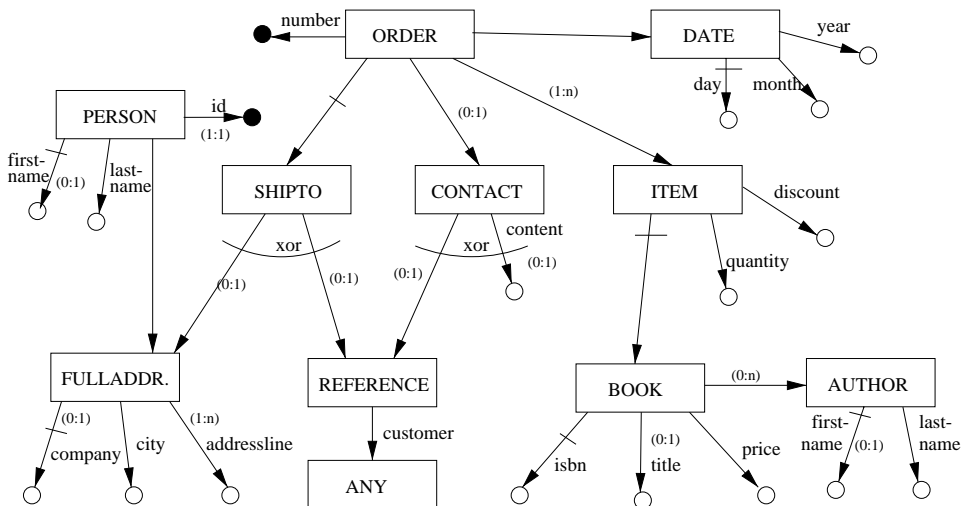 number
ORDER
DATE
year
day
month
PERSON
id
(1:1)
(0:1)
(1:n)
first-
name
(0:1)
last-
name
SHIPTO
CONTACT
ITEM
discount
xor
(0:1)
(0:1)
xor
content
(0:1)
(0:1)
quantity
FULLADDR.
REFERENCE
BOOK
(0:n)
AUTHOR
(0:1)
company
city
(1:n)
addressline
customer
ANY
isbn
(0:1)
title
price
first-
name
(0:1)
last-
name